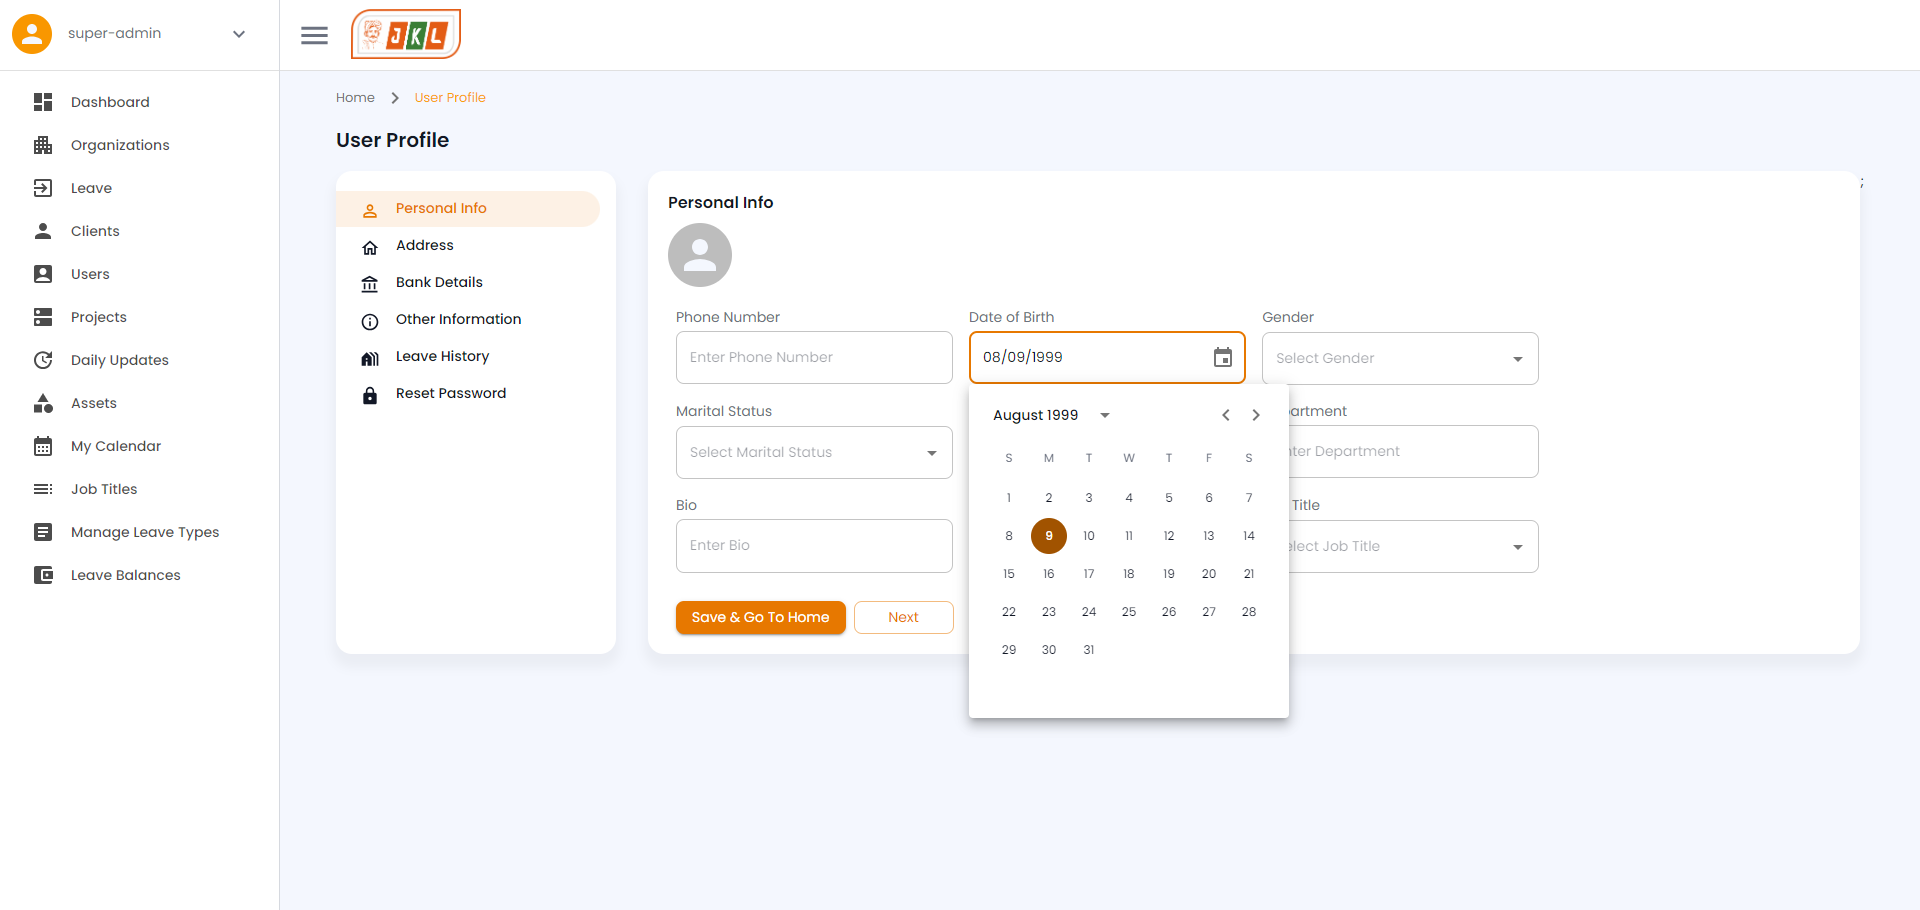 super-admin
JKL
Dashboard
Organizations
Leave
Clients
Users
Projects
Daily Updates
Assets
My Calendar
Job Titles
Manage Leave Types
Leave Balances
Home > User Profile
User Profile
Personal Info
Address
Bank Details
Other Information
Leave History
Reset Password
;
Personal Info
Phone Number
Enter Phone Number
Date of Birth
08/09/1999
Gender
Select Gender
Marital Status
Select Marital Status
Bio
Enter Bio
Save & Go To Home
Next
August 1999
S M T W T F S
1 2 3 4 5 6 7
8 9 10 11 12 13 14
15 16 17 18 19 20 21
22 23 24 25 26 27 28
29 30 31
artment
ter Department
Title
elect Job Title